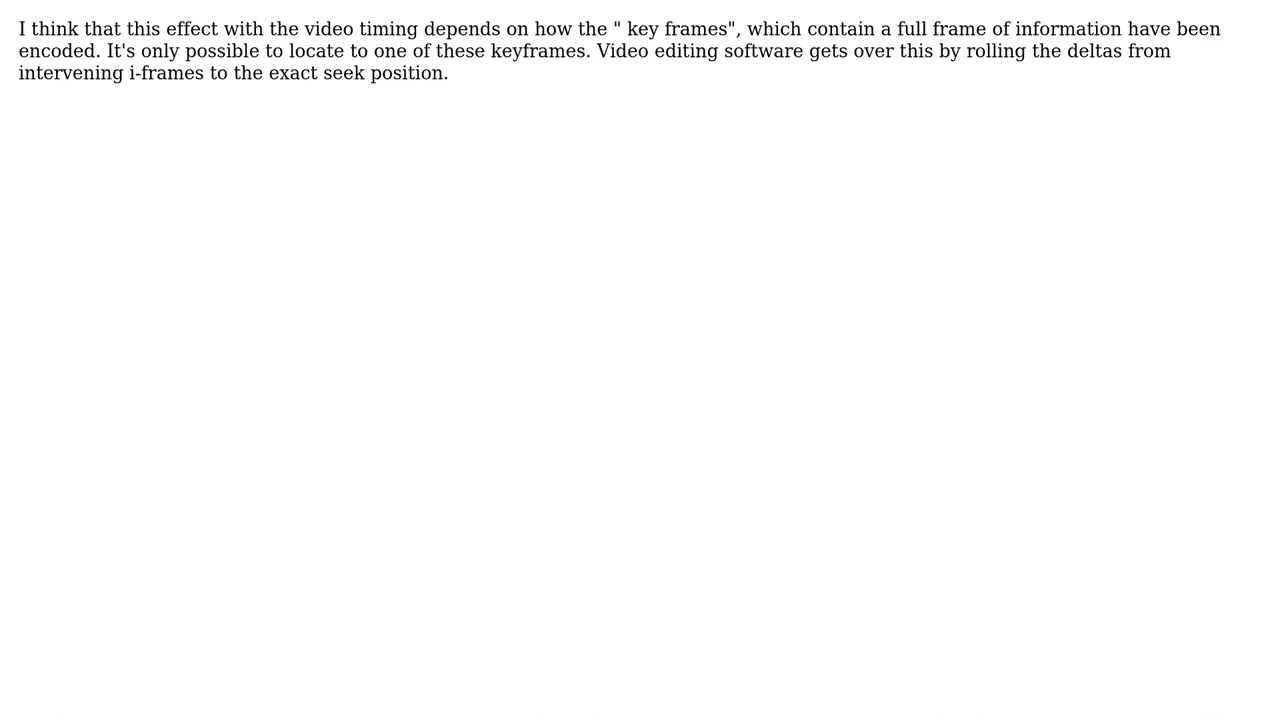 I think that this effect with the video timing depends on how the " key frames", which contain a full frame of information have been
encoded. It's only possible to locate to one of these keyframes. Video editing software gets over this by rolling the deltas from
intervening i-frames to the exact seek position.